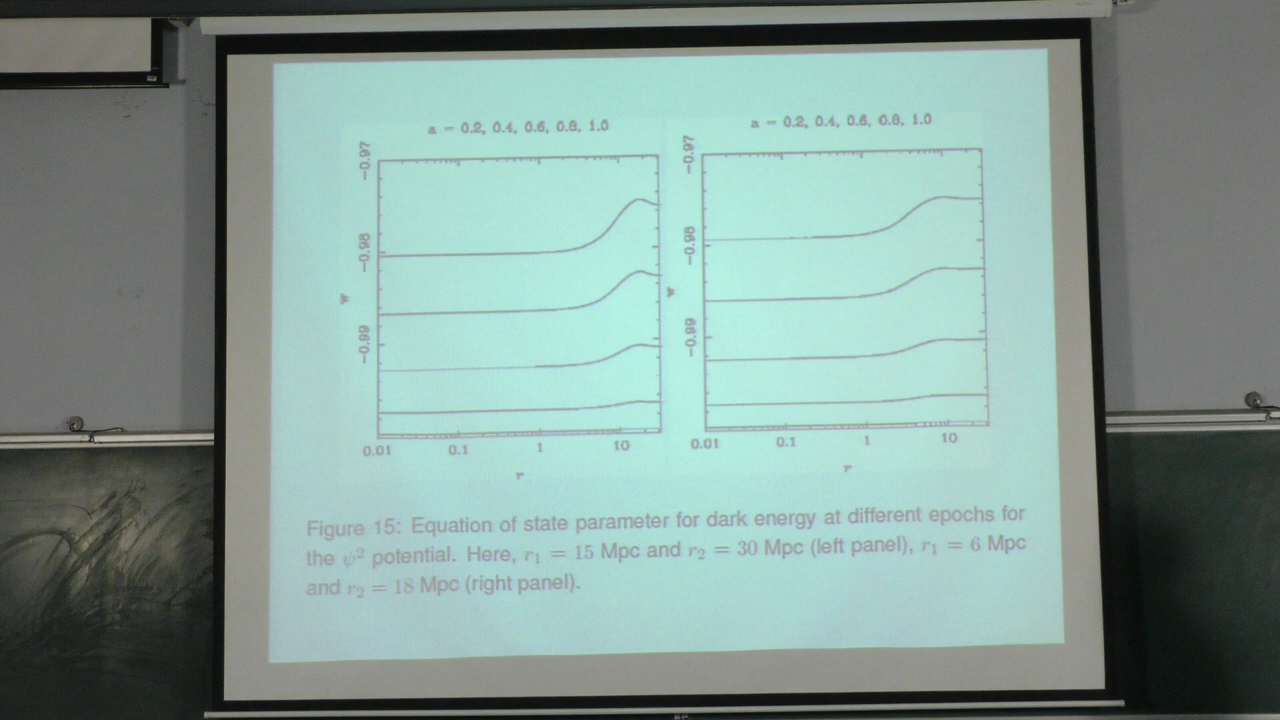 a = 0.2, 0.4, 0.6, 0.8, 1.0
−0.97
−0.98
−0.99
w
0.01 0.1 1 10
r
a = 0.2, 0.4, 0.6, 0.8, 1.0
−0.97
−0.98
−0.99
w
0.01 0.1 1 10
r
Figure 15: Equation of state parameter for dark energy at different epochs for
the ψ² potential. Here, r₁ = 15 Mpc and r₂ = 30 Mpc (left panel), r₁ = 6 Mpc
and r₂ = 18 Mpc (right panel).